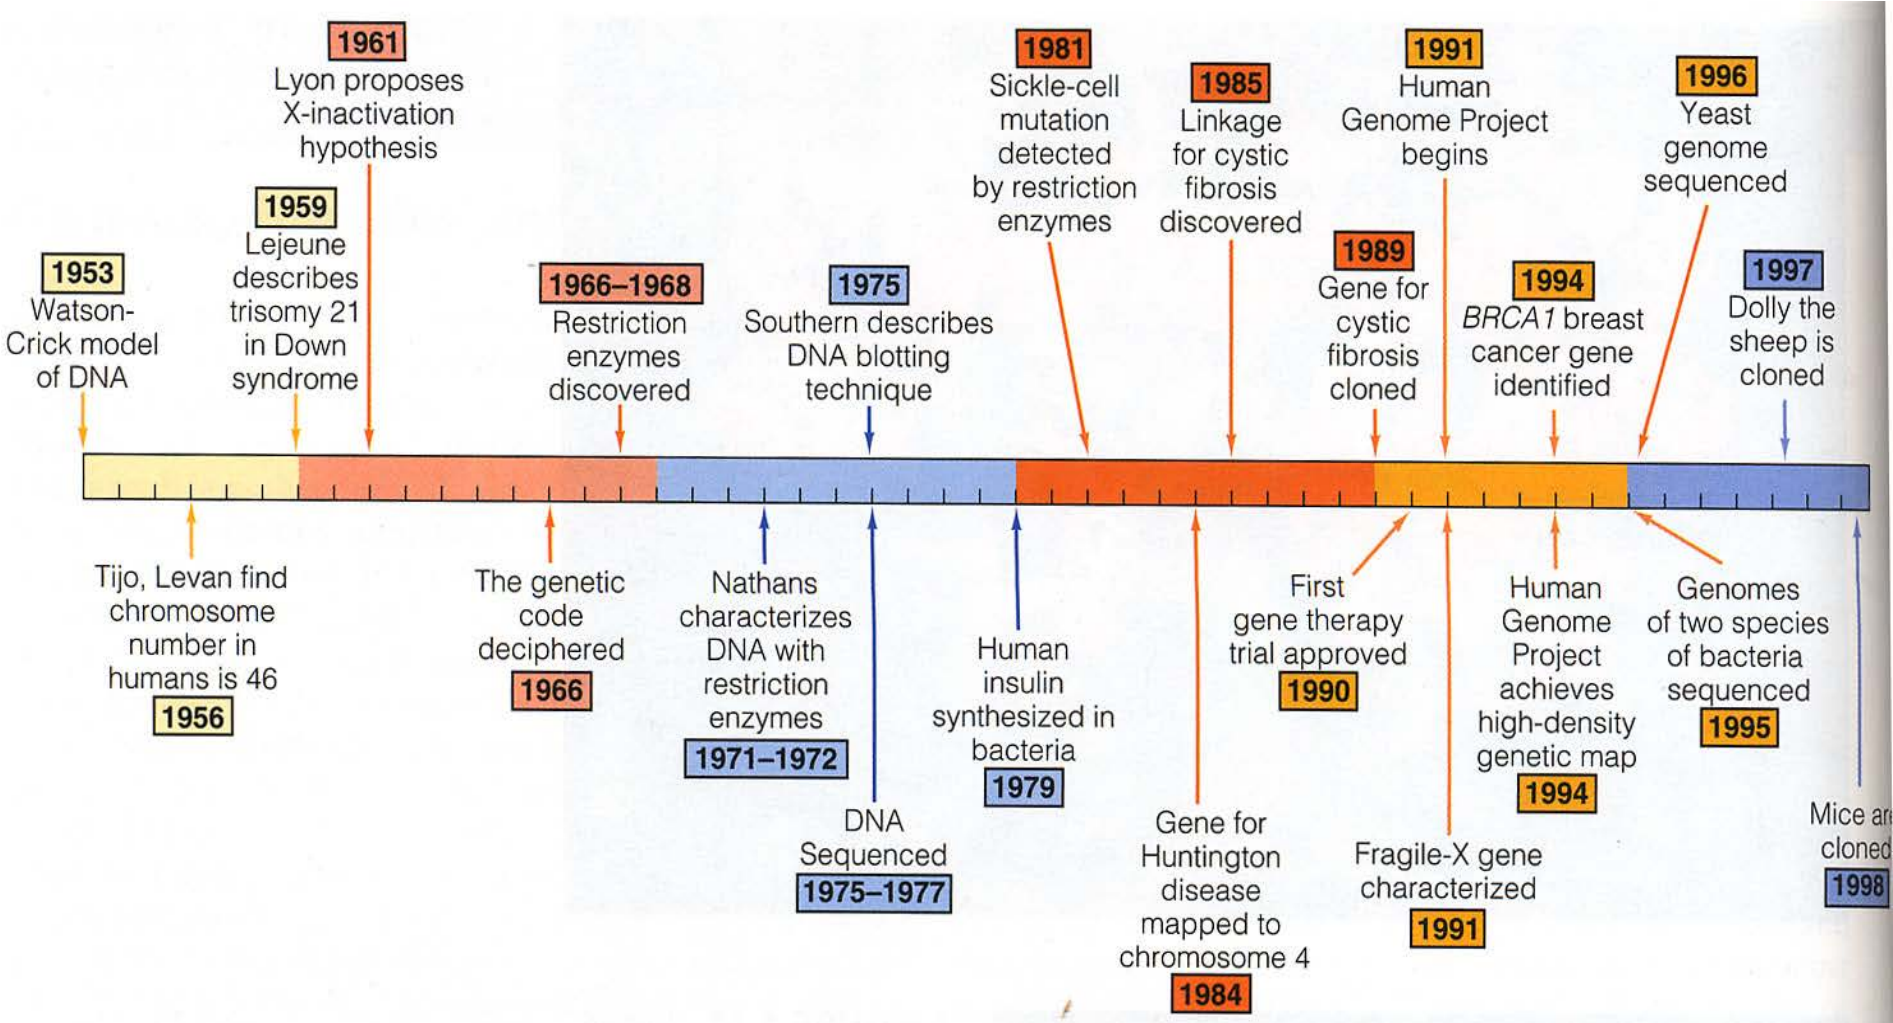 1961
Lyon proposes
X-inactivation
hypothesis
1959
Lejeune
describes
trisomy 21
in Down
syndrome
1953
Watson-
Crick model
of DNA
1966–1968
Restriction
enzymes
discovered
1975
Southern describes
DNA blotting
technique
1981
Sickle-cell
mutation
detected
by restriction
enzymes
1985
Linkage
for cystic
fibrosis
discovered
1989
Gene for
cystic
fibrosis
cloned
1991
Human
Genome Project
begins
1994
BRCA1 breast
cancer gene
identified
1996
Yeast
genome
sequenced
1997
Dolly the
sheep is
cloned
Tijo, Levan find
chromosome
number in
humans is 46
1956
The genetic
code
deciphered
1966
Nathans
characterizes
DNA with
restriction
enzymes
1971–1972
DNA
Sequenced
1975–1977
Human
insulin
synthesized in
bacteria
1979
Gene for
Huntington
disease
mapped to
chromosome 4
1984
First
gene therapy
trial approved
1990
Fragile-X gene
characterized
1991
Human
Genome
Project
achieves
high-density
genetic map
1994
Genomes
of two species
of bacteria
sequenced
1995
Mice are
cloned
1998